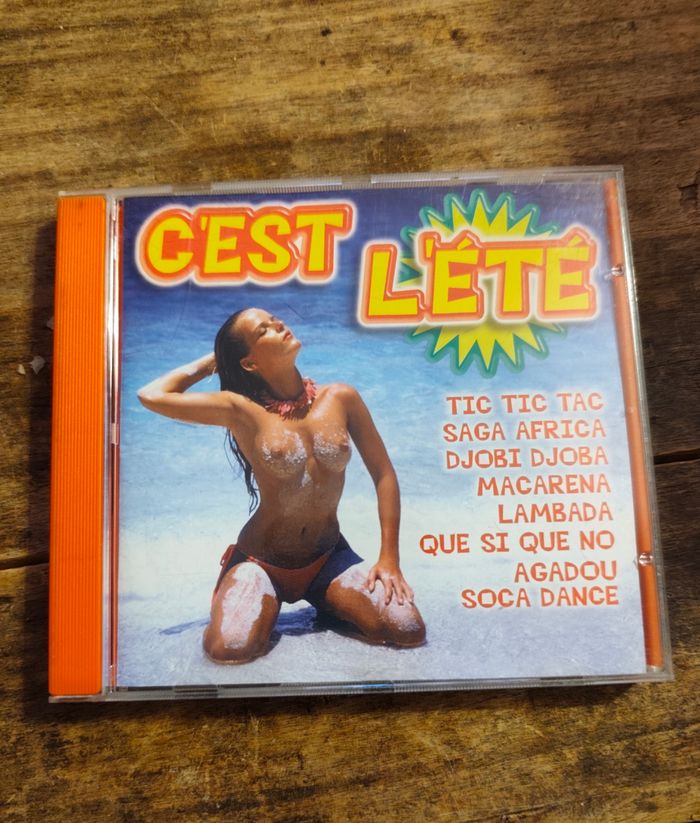 C'EST
L'ÉTÉ
TIC TIC TAC
SAGA AFRICA
DJOBI DJOBA
MACARENA
LAMBADA
QUE SI QUE NO
AGADOU
SOCA DANCE